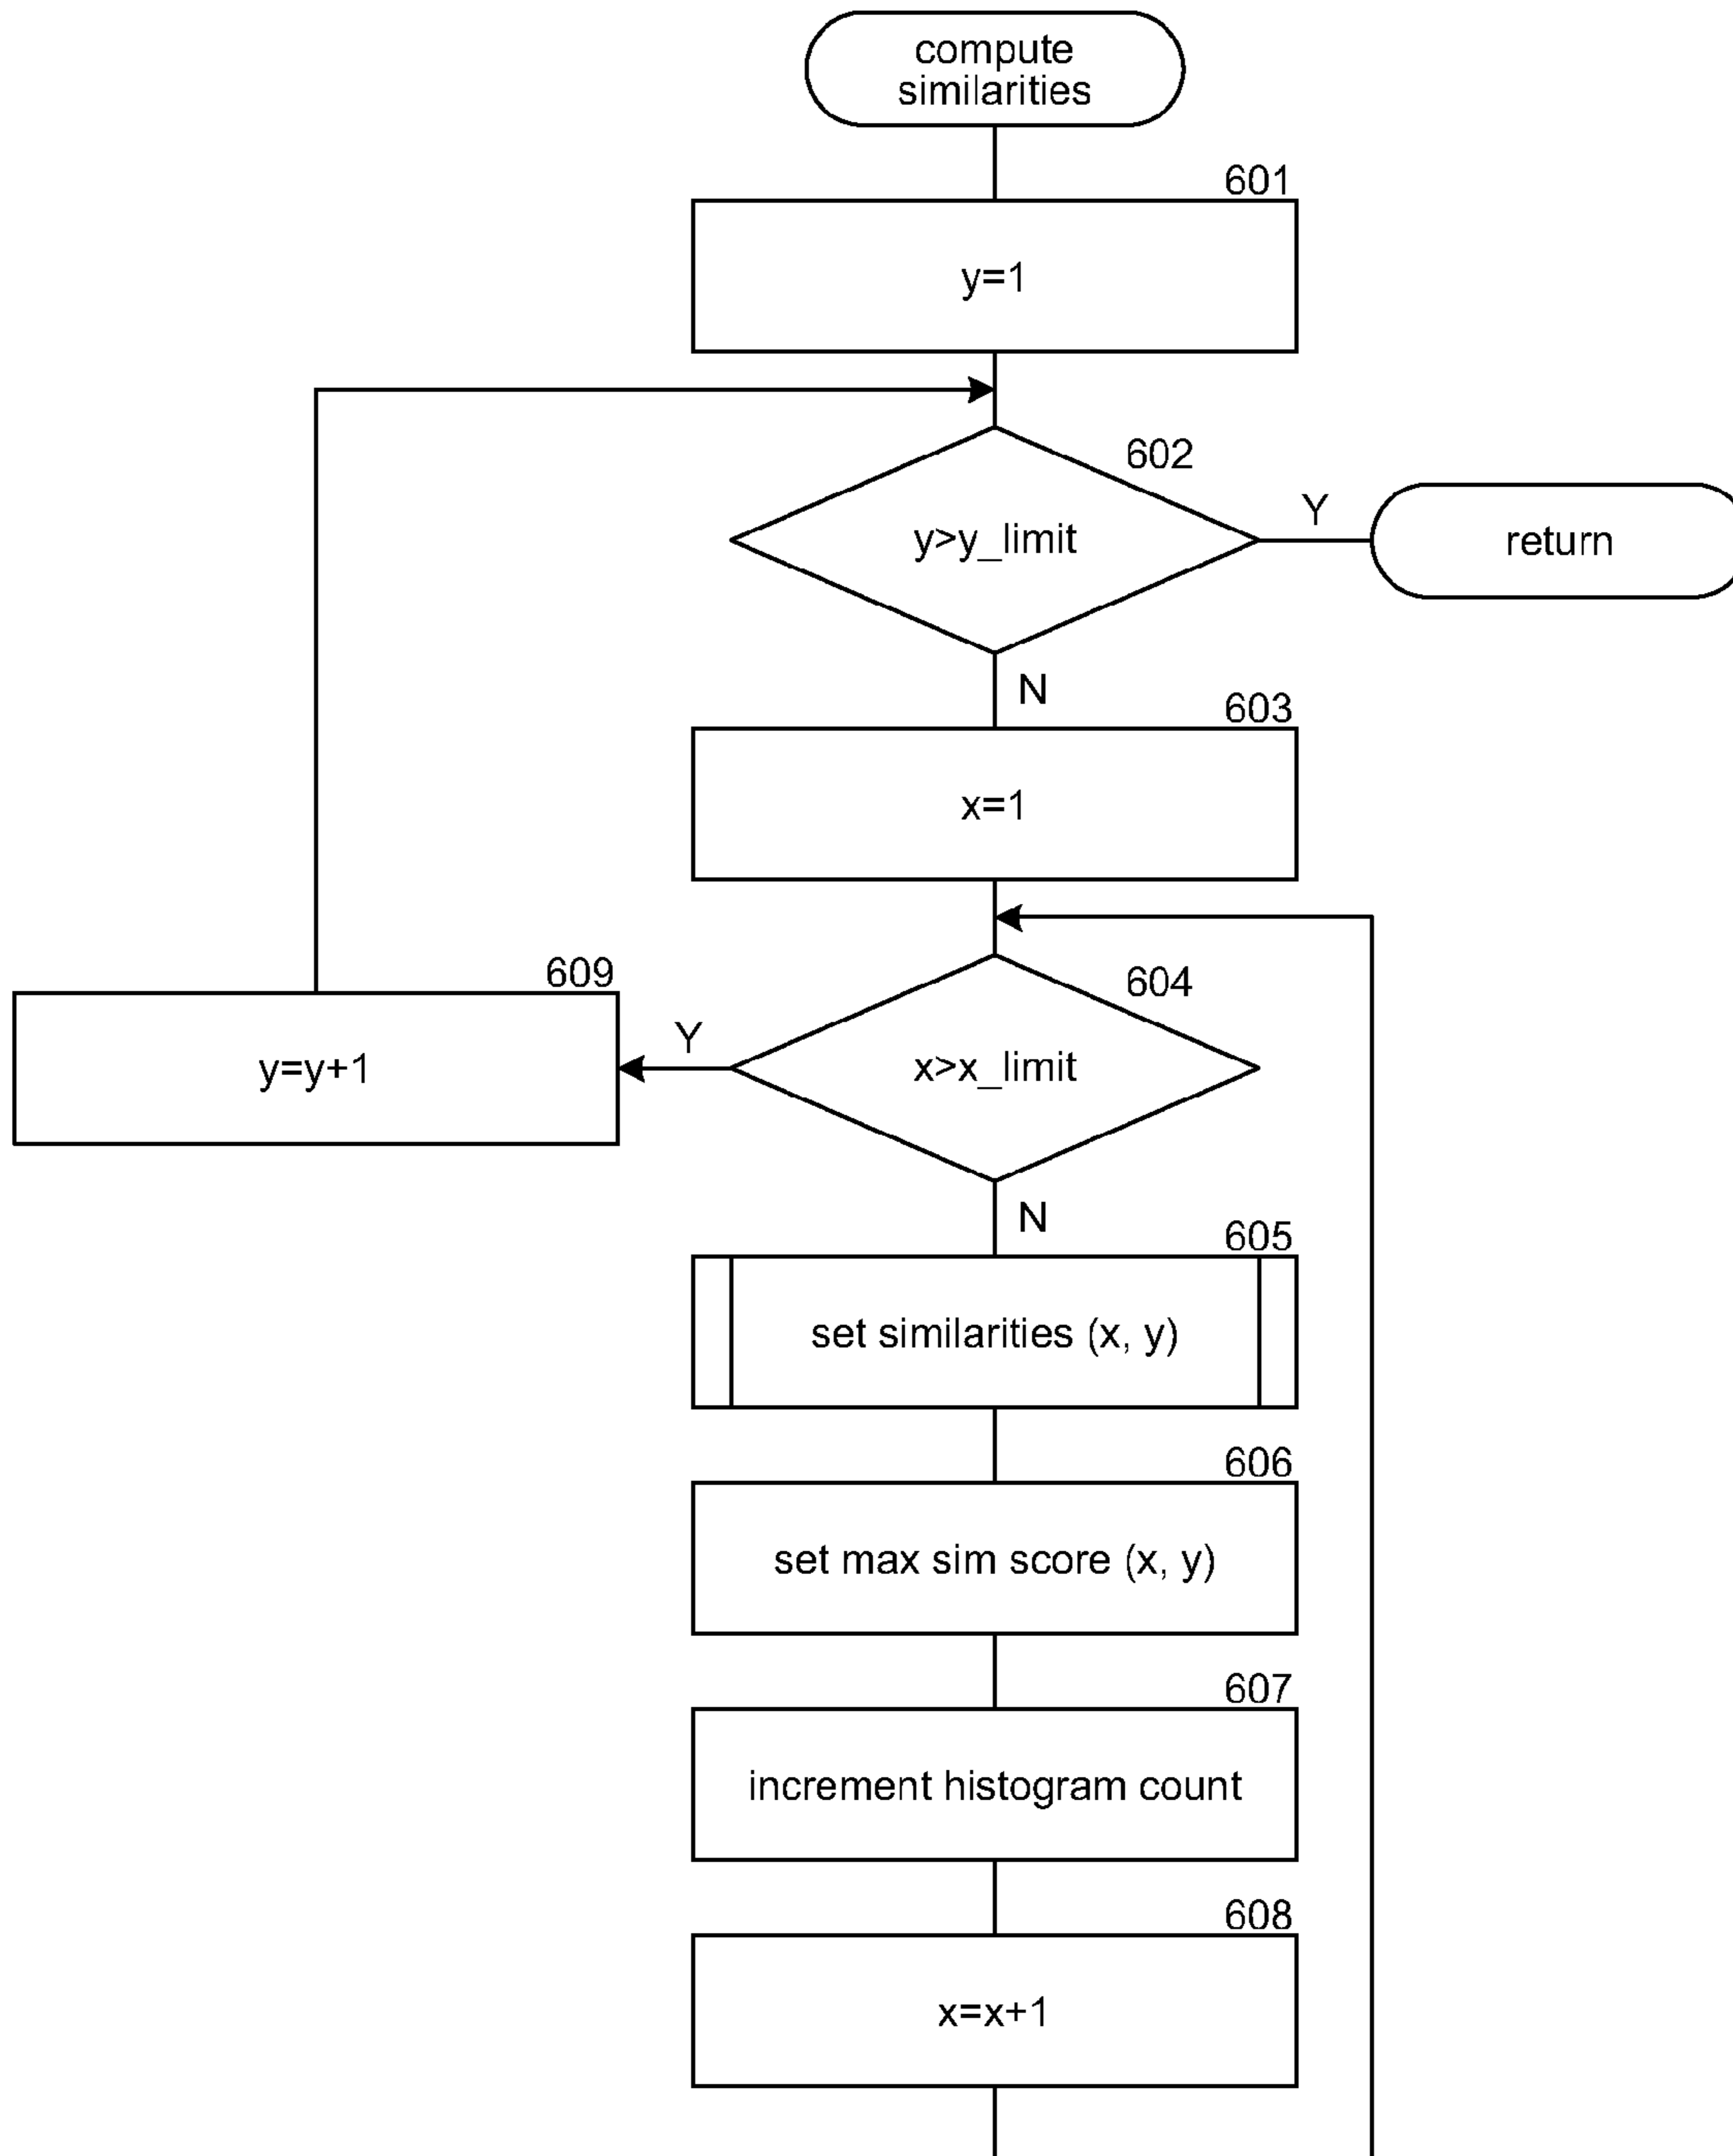 compute
similarities
601
y=1
602
y>y_limit
Y
return
N
603
x=1
609
y=y+1
Y
604
x>x_limit
N
605
set similarities (x, y)
606
set max sim score (x, y)
607
increment histogram count
608
x=x+1